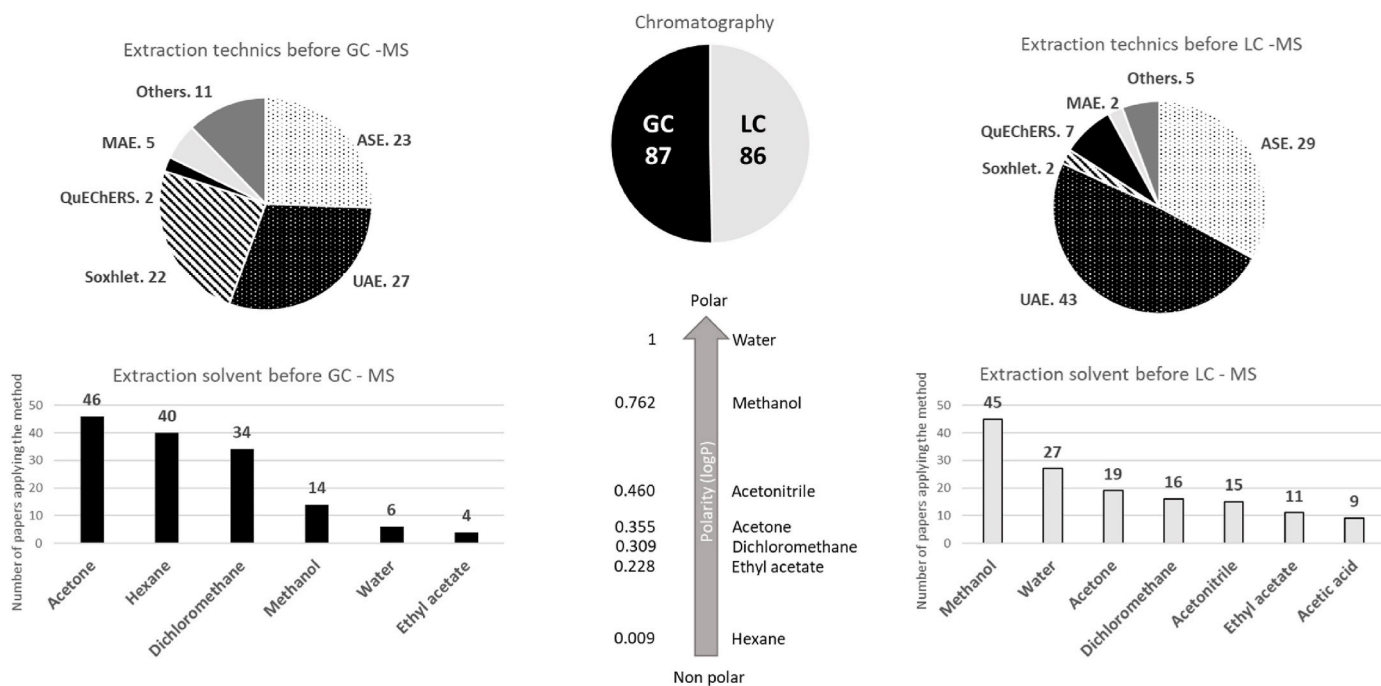 Extraction technics before GC -MS
Others. 11
MAE. 5
ASE. 23
QuEChERS. 2
Soxhlet. 22
UAE. 27
Chromatography
GC
87
LC
86
Extraction technics before LC -MS
Others. 5
MAE. 2
QuEChERS. 7
ASE. 29
Soxhlet. 2
UAE. 43
Extraction solvent before GC - MS
Number of papers applying the method
50
40
30
20
10
0
46
40
34
14
6
4
Acetone
Hexane
Dichloromethane
Methanol
Water
Ethyl acetate
Polar
Polarity (logP)
1 Water
0.762 Methanol
0.460 Acetonitrile
0.355 Acetone
0.309 Dichloromethane
0.228 Ethyl acetate
0.009 Hexane
Non polar
Extraction solvent before LC - MS
Number of papers applying the method
50
40
30
20
10
0
45
27
19
16
15
11
9
Methanol
Water
Acetone
Dichloromethane
Acetonitrile
Ethyl acetate
Acetic acid